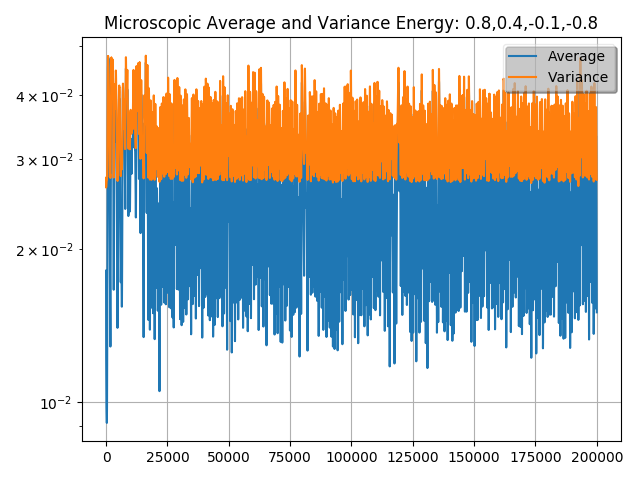 Microscopic Average and Variance Energy: 0.8,0.4,-0.1,-0.8
Average
Variance
4 × 10⁻²
3 × 10⁻²
2 × 10⁻²
10⁻²
0 25000 50000 75000 100000 125000 150000 175000 200000